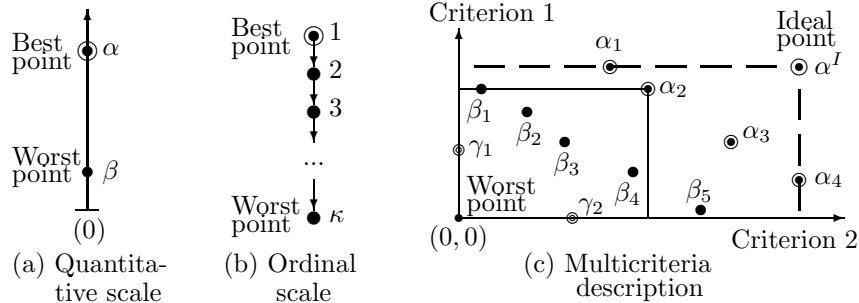 Best
point
α
Worst
point
β
(0)
(a) Quantita-
tive scale
Best
point
1
2
3
...
Worst
point
κ
(b) Ordinal
scale
Criterion 1
Ideal
point
α₁
α^I
α₂
β₁
β₂
α₃
γ₁
β₃
β₄
α₄
Worst
point
γ₂
β₅
(0, 0)
Criterion 2
(c) Multicriteria
description